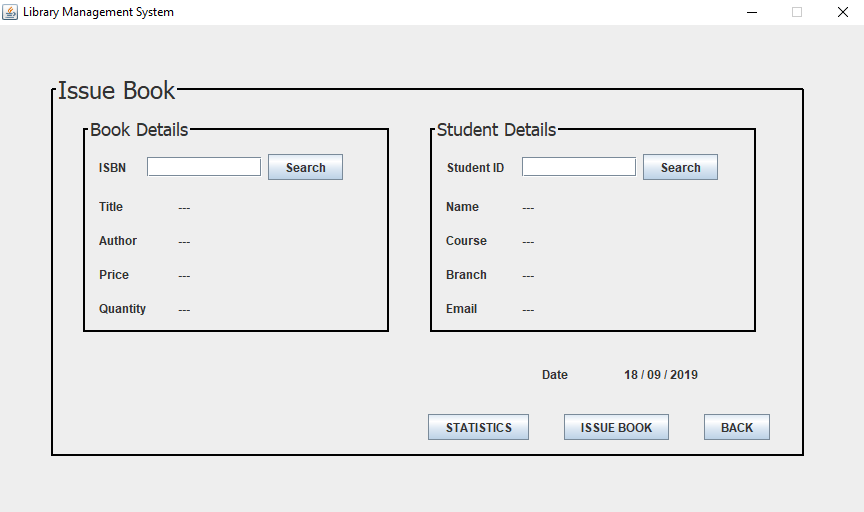 Library Management System
Issue Book
Book Details
ISBN Search
Title ---
Author ---
Price ---
Quantity ---
Student Details
Student ID Search
Name ---
Course ---
Branch ---
Email ---
Date 18 / 09 / 2019
STATISTICS ISSUE BOOK BACK